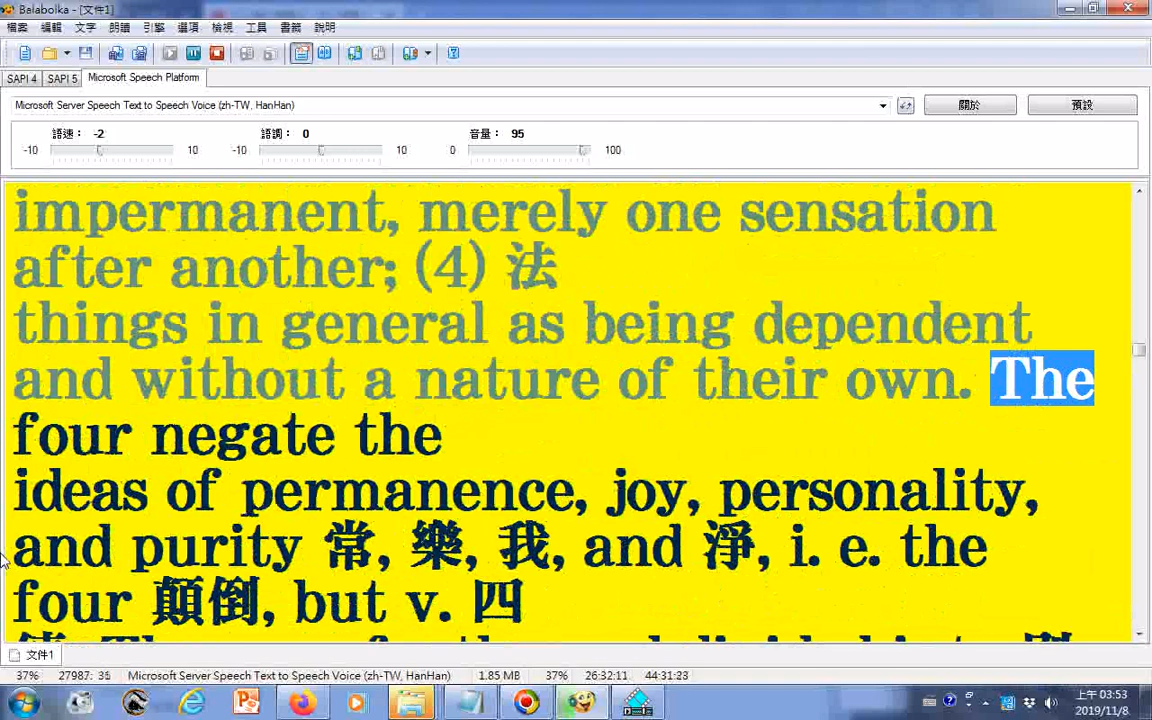 Balabolka - [文件1]
檔案 編輯 文字 朗讀 引擎 選項 檢視 工具 書籤 說明
SAPI 4 SAPI 5 Microsoft Speech Platform
Microsoft Server Speech Text to Speech Voice (zh-TW, HanHan) 關於 預設
語速： -2 語調： 0 音量： 95
-10 10 -10 10 0 100
impermanent, merely one sensation
after another; (4) 法
things in general as being dependent
and without a nature of their own. The
four negate the
ideas of permanence, joy, personality,
and purity 常, 樂, 我, and 淨, i. e. the
four 顛倒, but v. 四
文件1
37% 27987: 35 Microsoft Server Speech Text to Speech Voice (zh-TW, HanHan) 1.85 MB 37% 26:32:11 44:31:23
上午 03:53
2019/11/8